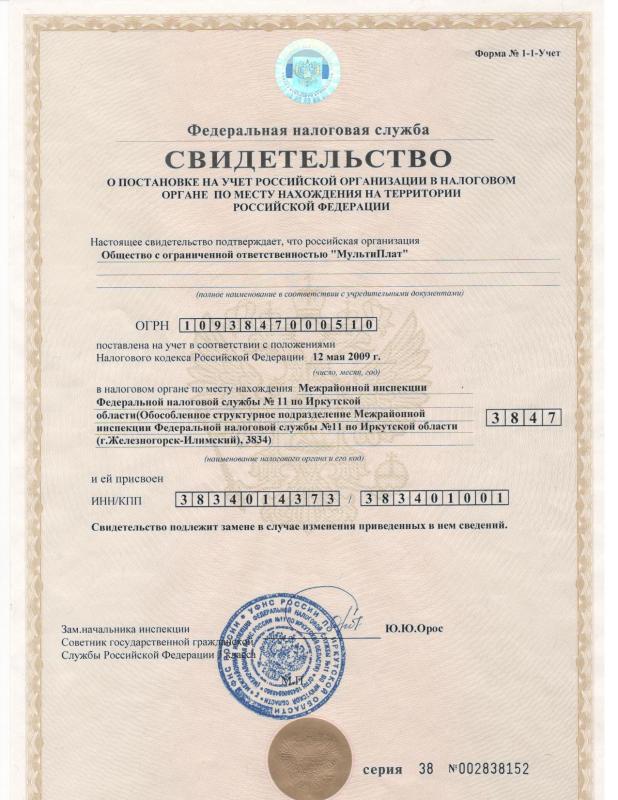 Форма № 1-1-Учет
Федеральная налоговая служба
СВИДЕТЕЛЬСТВО
О ПОСТАНОВКЕ НА УЧЕТ РОССИЙСКОЙ ОРГАНИЗАЦИИ В НАЛОГОВОМ
ОРГАНЕ ПО МЕСТУ НАХОЖДЕНИЯ НА ТЕРРИТОРИИ
РОССИЙСКОЙ ФЕДЕРАЦИИ
Настоящее свидетельство подтверждает, что российская организация
Общество с ограниченной ответственностью "МультиПлат"
(полное наименование в соответствии с учредительными документами)
ОГРН 1093847000510
поставлена на учет в соответствии с положениями
Налогового кодекса Российской Федерации 12 мая 2009 г.
(число, месяц, год)
в налоговом органе по месту нахождения Межрайонной инспекции
Федеральной налоговой службы № 11 по Иркутской
области(Обособленное структурное подразделение Межрайонной
инспекции Федеральной налоговой службы №11 по Иркутской области
(г.Железногорск-Илимский), 3834)
3847
(наименование налогового органа и его код)
и ей присвоен
ИНН/КПП 3834014373 / 383401001
Свидетельство подлежит замене в случае изменения приведенных в нем сведений.
Зам.начальника инспекции
Ю.Ю.Орос
Советник государственной гражданской
Службы Российской Федерации класса
М.П.
серия 38 №002838152